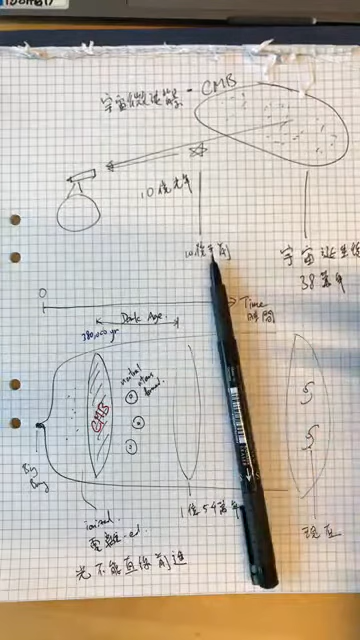 宇宙微波背景 - CMB
10億光年
10億年前
宇宙誕生後
38萬年
0
Time
時間
Dark Age
380,000 yr
neutral
atoms
formed
CMB
Big
Bang
1億54萬年
ionized
電離
光不能直線前進
現在